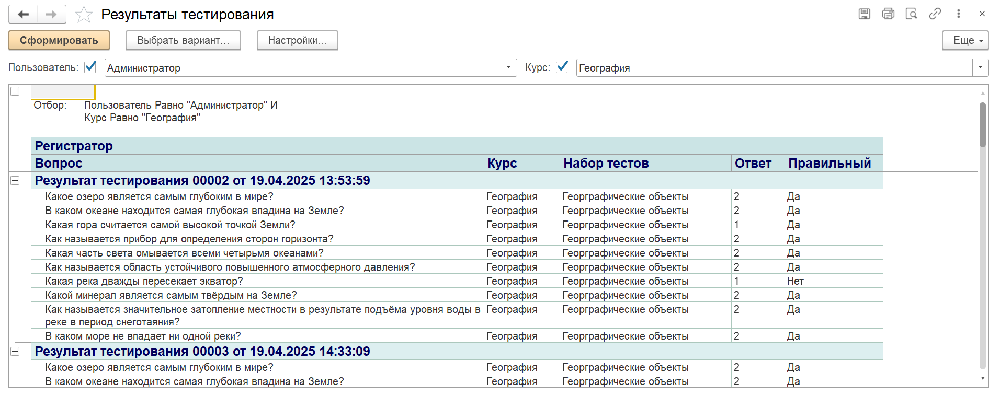 Результаты тестирования
Сформировать Выбрать вариант... Настройки... Еще
Пользователь: Администратор Курс: География
Отбор: Пользователь Равно "Администратор" И
Курс Равно "География"
Регистратор
Вопрос Курс Набор тестов Ответ Правильный
Результат тестирования 00002 от 19.04.2025 13:53:59
Какое озеро является самым глубоким в мире? География Георграфические объекты 2 Да
В каком океане находится самая глубокая впадина на Земле? География Георграфические объекты 2 Да
Какая гора считается самой высокой точкой Земли? География Георграфические объекты 1 Да
Как называется прибор для определения сторон горизонта? География Георграфические объекты 2 Да
Какая часть света омывается всеми четырьмя океанами? География Георграфические объекты 2 Да
Как называется область устойчивого повышенного атмосферного давления? География Георграфические объекты 2 Да
Какая река дважды пересекает экватор? География Георграфические объекты 1 Нет
Какой минерал является самым твёрдым на Земле? География Георграфические объекты 2 Да
Как называется значительное затопление местности в результате подъёма уровня воды в География Георграфические объекты 2 Да
реке в период снеготаяния?
В каком море не впадает ни одной реки? География Георграфические объекты 2 Да
Результат тестирования 00003 от 19.04.2025 14:33:09
Какое озеро является самым глубоким в мире? География Георграфические объекты 2 Да
В каком океане находится самая глубокая впадина на Земле? География Георграфические объекты 2 Да